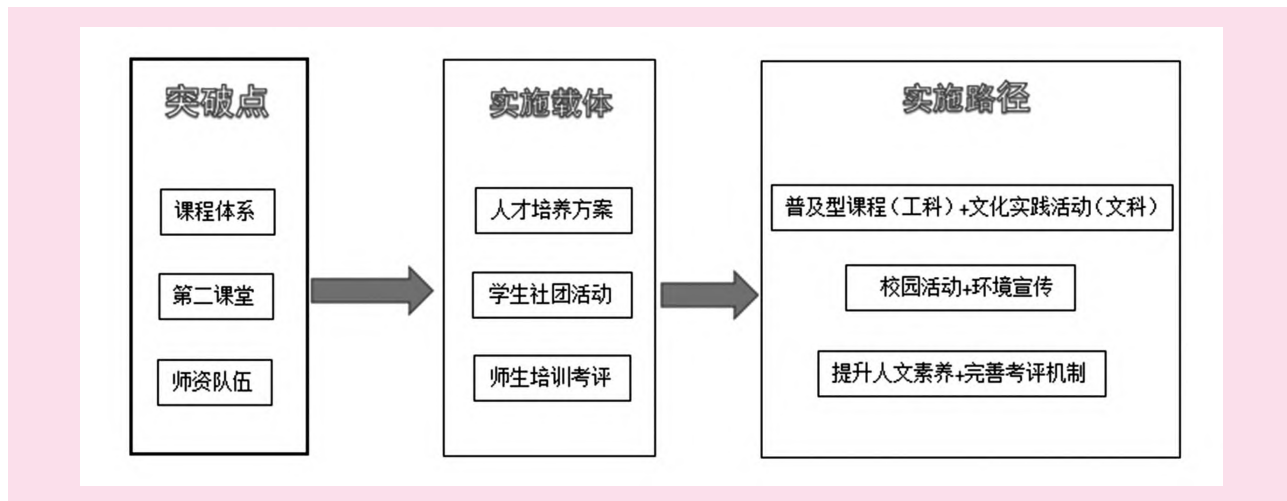 突破点
课程体系
第二课堂
师资队伍
实施载体
人才培养方案
学生社团活动
师生培训考评
实施路径
普及型课程(工科)+文化实践活动(文科)
校园活动+环境宣传
提升人文素养+完善考评机制